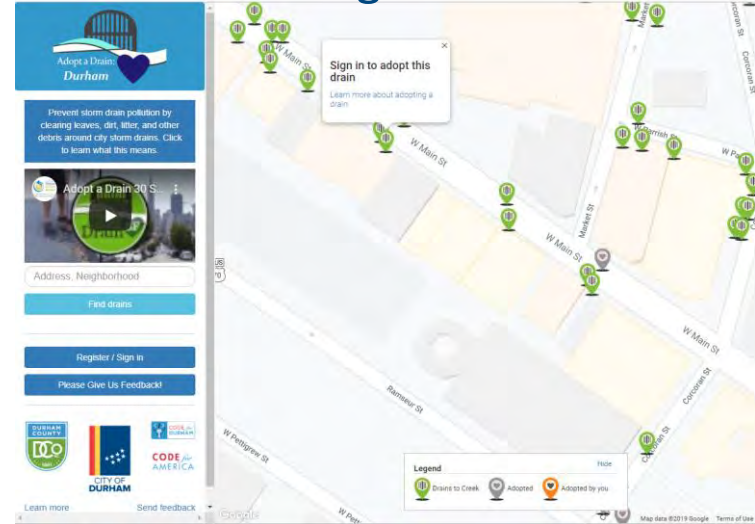 Adopt a Drain:
Durham
Prevent storm drain pollution by
clearing leaves, dirt, litter, and other
debris around city storm drains. Click
to learn what this means.
Adopt a Drain 30 S...
Drain
Address, Neighborhood
Find drains
Register / Sign in
Please Give Us Feedback!
DURHAM
COUNTY
DCO
1881
CITY OF
DURHAM
CODE for
DURHAM
CODE for
AMERICA
Learn more
Send feedback
Sign in to adopt this
drain
Learn more about adopting a
drain
W Main St
W Main St
W Main St
W Main St
Market St
Market St
Corcoran St
Corcoran St
Corcoran St
W Parrish St
W Pa
Ramseur St
W Pettigrew St
W Pe
Legend
Hide
Drains to Creek
Adopted
Adopted by you
Google
Map data ©2019 Google
Terms of Use